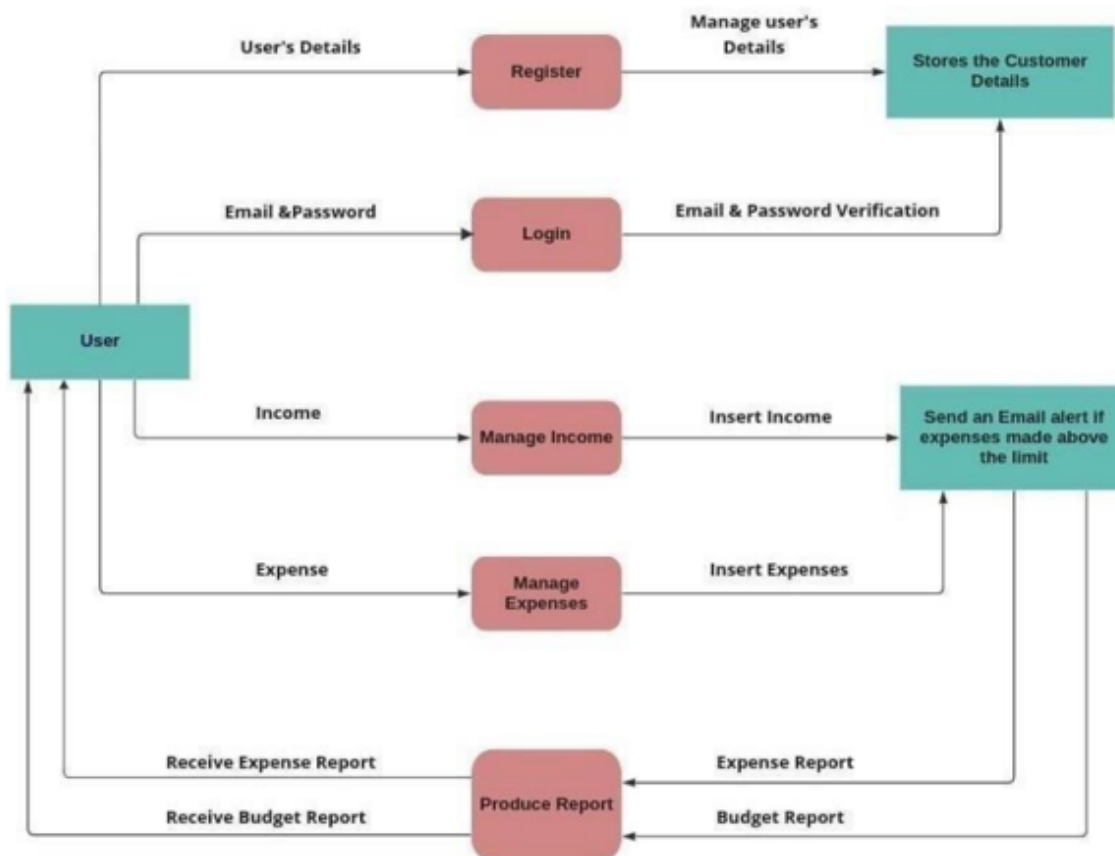 User's Details
Manage user's
Details
Register
Stores the Customer
Details
Email &Password
Login
Email & Password Verification
User
Income
Manage Income
Insert Income
Send an Email alert if
expenses made above
the limit
Expense
Manage
Expenses
Insert Expenses
Receive Expense Report
Expense Report
Produce Report
Receive Budget Report
Budget Report